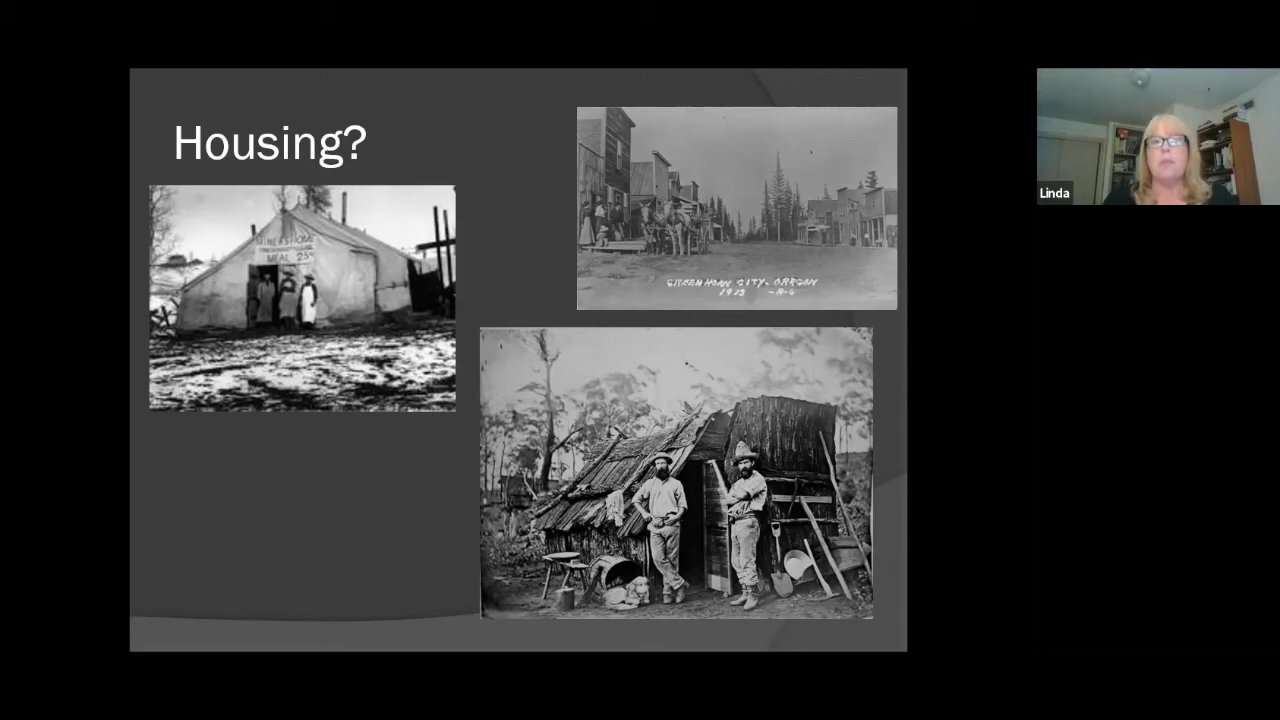 Housing?
MEAL 25¢
GREENHORN CITY, OREGON
1913 -R-G
Linda